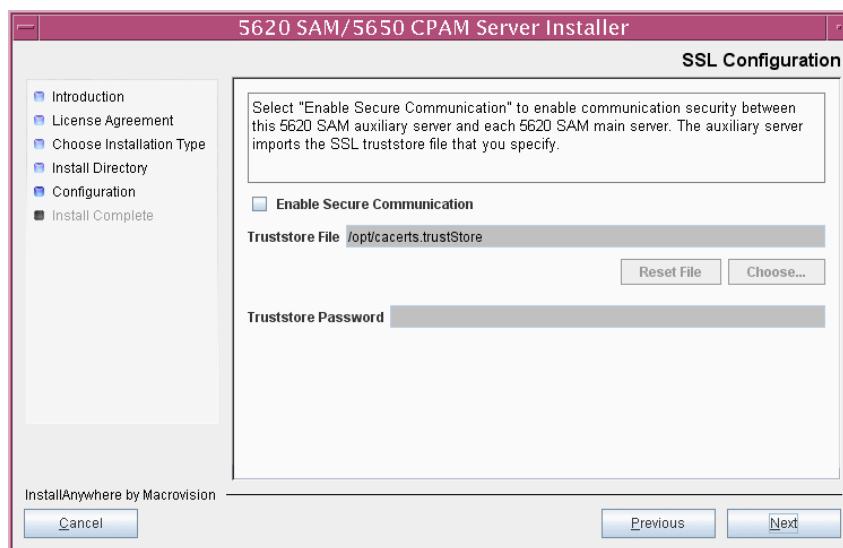 5620 SAM/5650 CPAM Server Installer
SSL Configuration
Introduction
License Agreement
Choose Installation Type
Install Directory
Configuration
Install Complete
Select "Enable Secure Communication" to enable communication security between
this 5620 SAM auxiliary server and each 5620 SAM main server. The auxiliary server
imports the SSL truststore file that you specify.
Enable Secure Communication
Truststore File /opt/cacerts.trustStore
Reset File Choose...
Truststore Password
InstallAnywhere by Macrovision
Cancel Previous Next